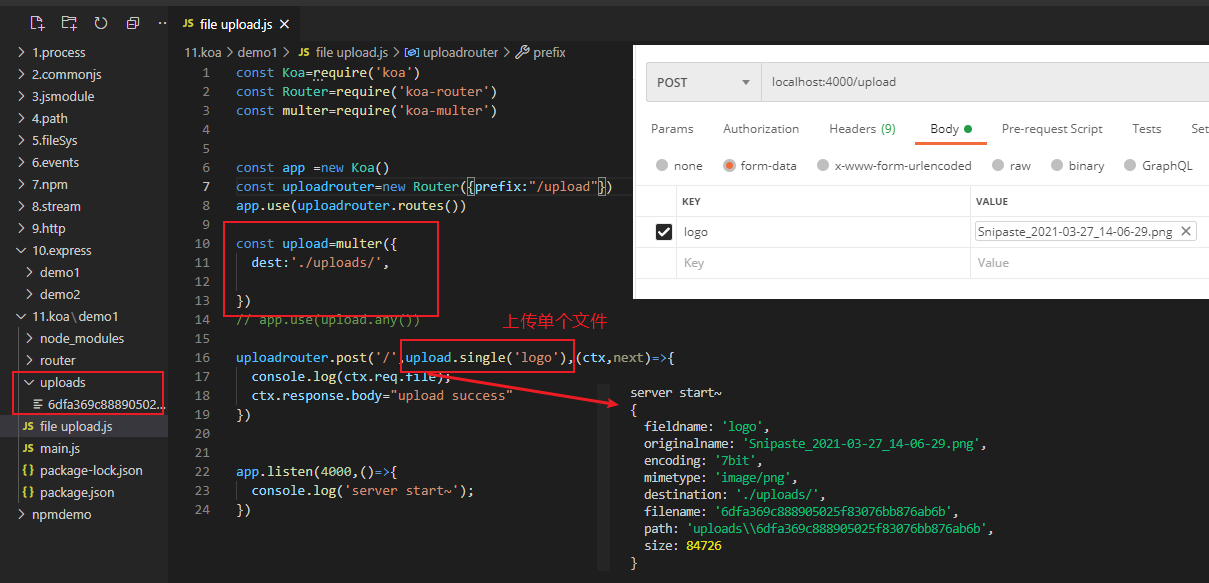 JS file upload.js ×
1.process
2.commonjs
3.jsmodule
4.path
5.fileSys
6.events
7.npm
8.stream
9.http
10.express
demo1
demo2
11.koa\demo1
node_modules
router
uploads
6dfa369c88890502...
JS file upload.js
JS main.js
{} package-lock.json
{} package.json
npmdemo
11.koa > demo1 > JS file upload.js > uploadrouter > prefix
1 const Koa=require('koa')
2 const Router=require('koa-router')
3 const multer=require('koa-multer')
4
5
6 const app =new Koa()
7 const uploadrouter=new Router({prefix:"/upload"})
8 app.use(uploadrouter.routes())
9
10 const upload=multer({
11 dest:'./uploads/',
12
13 })
14 // app.use(upload.any())
15
16 uploadrouter.post('/',upload.single('logo'),(ctx,next)=>{
17 console.log(ctx.req.file);
18 ctx.response.body="upload success"
19 })
20
21
22 app.listen(4000,()=>{
23 console.log('server start~');
24 })
上传单个文件
POST localhost:4000/upload
Params Authorization Headers (9) Body Pre-request Script Tests Set
none form-data x-www-form-urlencoded raw binary GraphQL
KEY VALUE
logo Snipaste_2021-03-27_14-06-29.png ×
Key Value
server start~
{
fieldname: 'logo',
originalname: 'Snipaste_2021-03-27_14-06-29.png',
encoding: '7bit',
mimetype: 'image/png',
destination: './uploads/',
filename: '6dfa369c888905025f83076bb876ab6b',
path: 'uploads\\6dfa369c888905025f83076bb876ab6b',
size: 84726
}